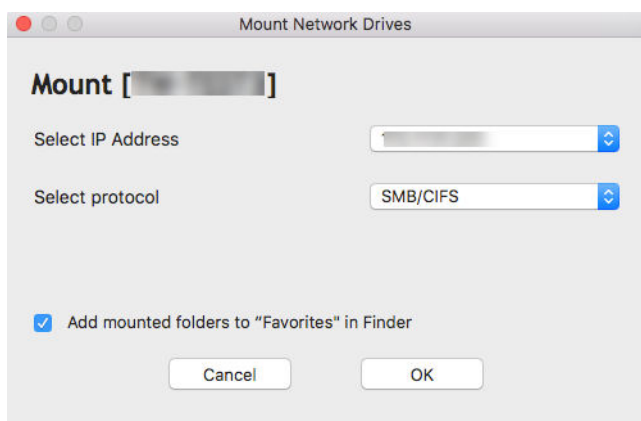 Mount Network Drives
Mount [ ]
Select IP Address
Select protocol SMB/CIFS
Add mounted folders to “Favorites" in Finder
Cancel OK